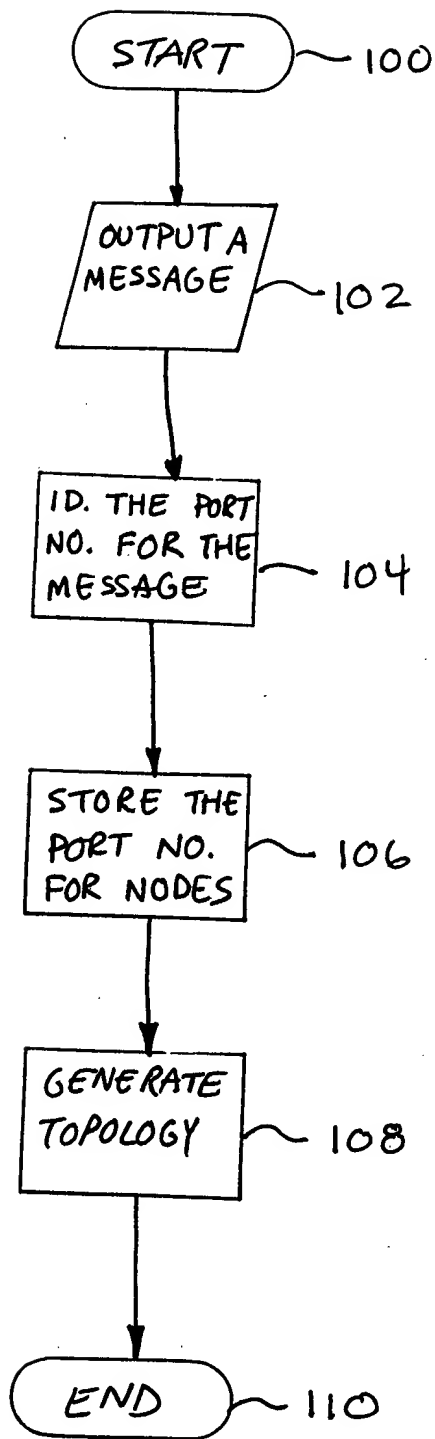 START
100
OUTPUT A
MESSAGE
102
ID. THE PORT
NO. FOR THE
MESSAGE
104
STORE THE
PORT NO.
FOR NODES
106
GENERATE
TOPOLOGY
108
END
110